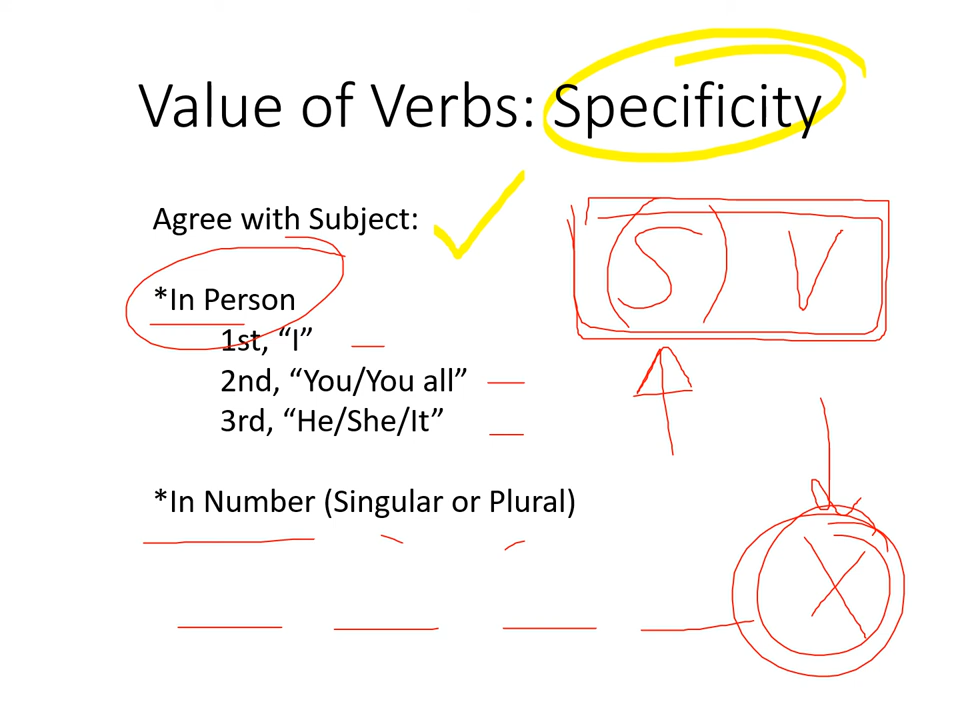 Value of Verbs: Specificity
Agree with Subject:
S V
*In Person
1st, “I”
2nd, “You/You all”
3rd, “He/She/It”
*In Number (Singular or Plural)
X